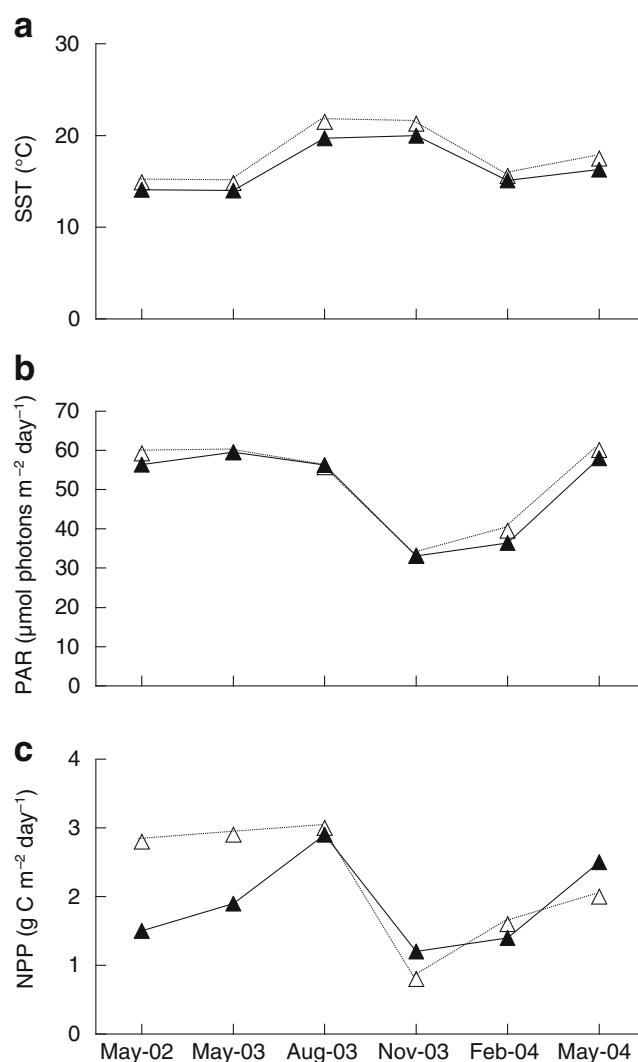 a
30
20
10
0
SST (°C)
b
70
60
50
40
30
20
10
0
PAR (μmol photons m⁻² day⁻¹)
c
4
3
2
1
0
NPP (g C m⁻² day⁻¹)
May-02 May-03 Aug-03 Nov-03 Feb-04 May-04